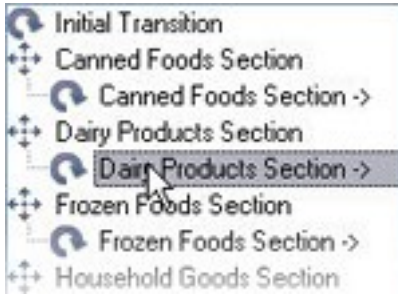 Initial Transition
Canned Foods Section
Canned Foods Section ->
Dairy Products Section
Dairy Products Section ->
Frozen Foods Section
Frozen Foods Section ->
Household Goods Section